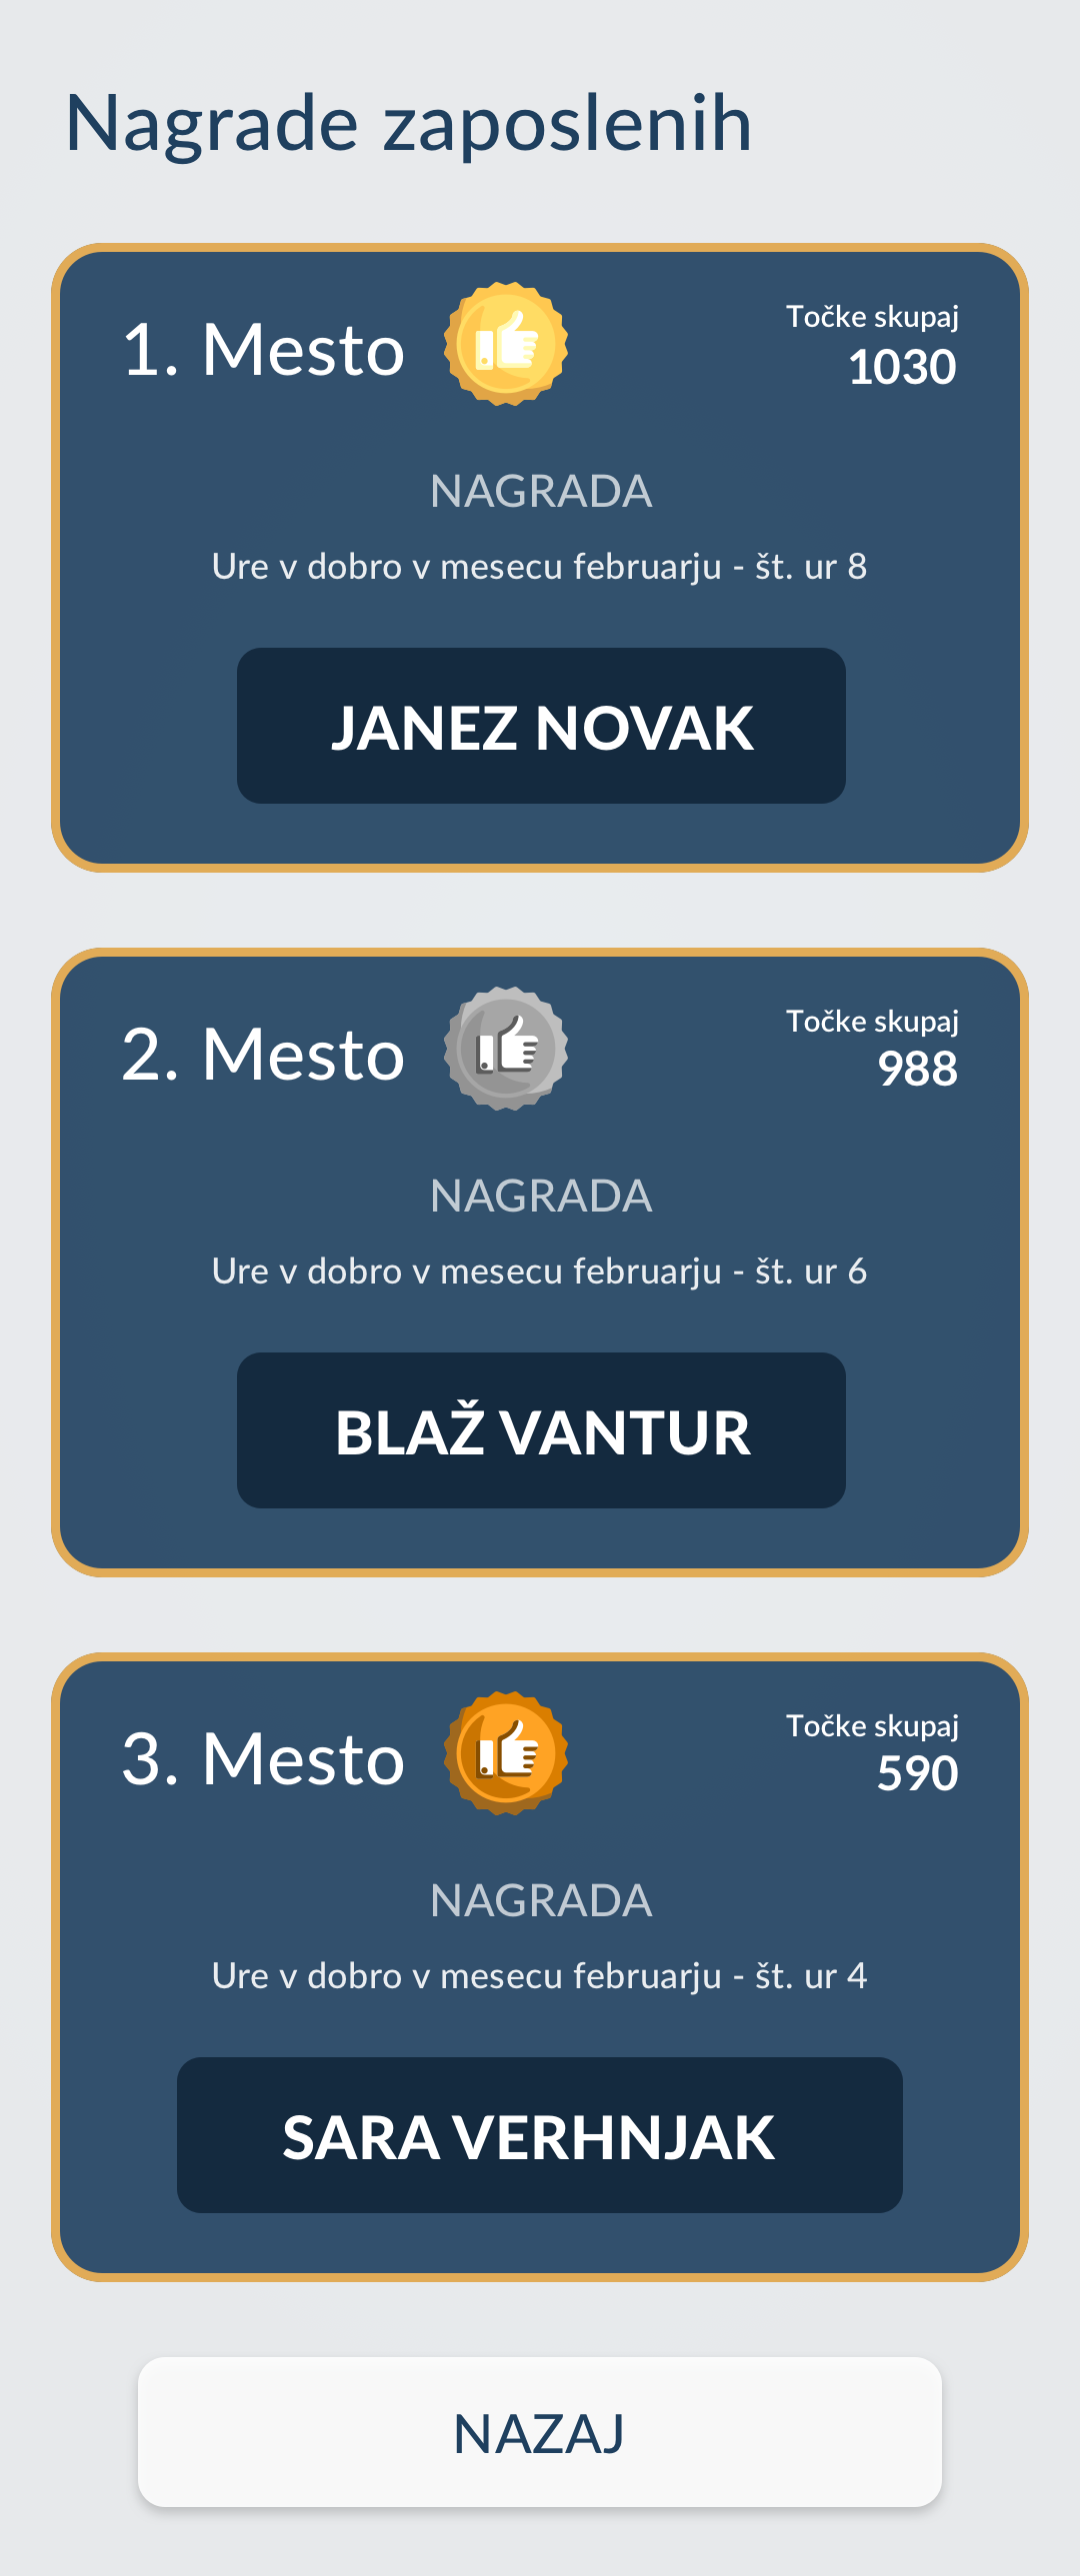 Nagrade zaposlenih
1. Mesto
Točke skupaj
1030
NAGRADA
Ure v dobro v mesecu februarju - št. ur 8
JANEZ NOVAK
2. Mesto
Točke skupaj
988
NAGRADA
Ure v dobro v mesecu februarju - št. ur 6
BLAŽ VANTUR
3. Mesto
Točke skupaj
590
NAGRADA
Ure v dobro v mesecu februarju - št. ur 4
SARA VERHNJAK
NAZAJ